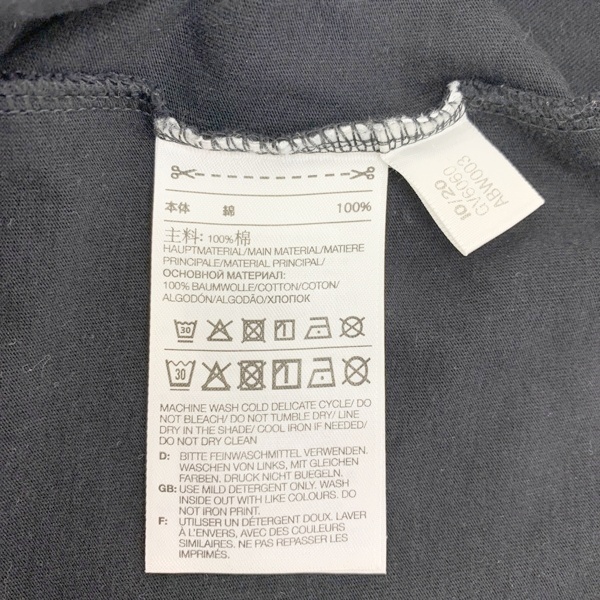 本体 綿 100%
主料: 100%棉
HAUPTMATERIAL/MAIN MATERIAL/MATIERE
PRINCIPALE/MATERIAL PRINCIPAL/
ОСНОВНОЙ МАТЕРИАЛ:
100% BAUMWOLLE/COTTON/COTON/
ALGODÓN/ALGODÃO/ХЛОПОК
30
30
MACHINE WASH COLD DELICATE CYCLE/ DO
NOT BLEACH/ DO NOT TUMBLE DRY/ LINE
DRY IN THE SHADE/ COOL IRON IF NEEDED/
DO NOT DRY CLEAN
D: BITTE FEINWASCHMITTEL VERWENDEN.
WASCHEN VON LINKS, MIT GLEICHEN
FARBEN. DRUCK NICHT BUEGELN.
GB: USE MILD DETERGENT ONLY. WASH
INSIDE OUT WITH LIKE COLOURS. DO
NOT IRON PRINT.
F: UTILISER UN DÉTERGENT DOUX. LAVER
À L'ENVERS, AVEC DES COULEURS
SIMILAIRES. NE PAS REPASSER LES
IMPRIMÉS.
10/20
GV6060
ABW003